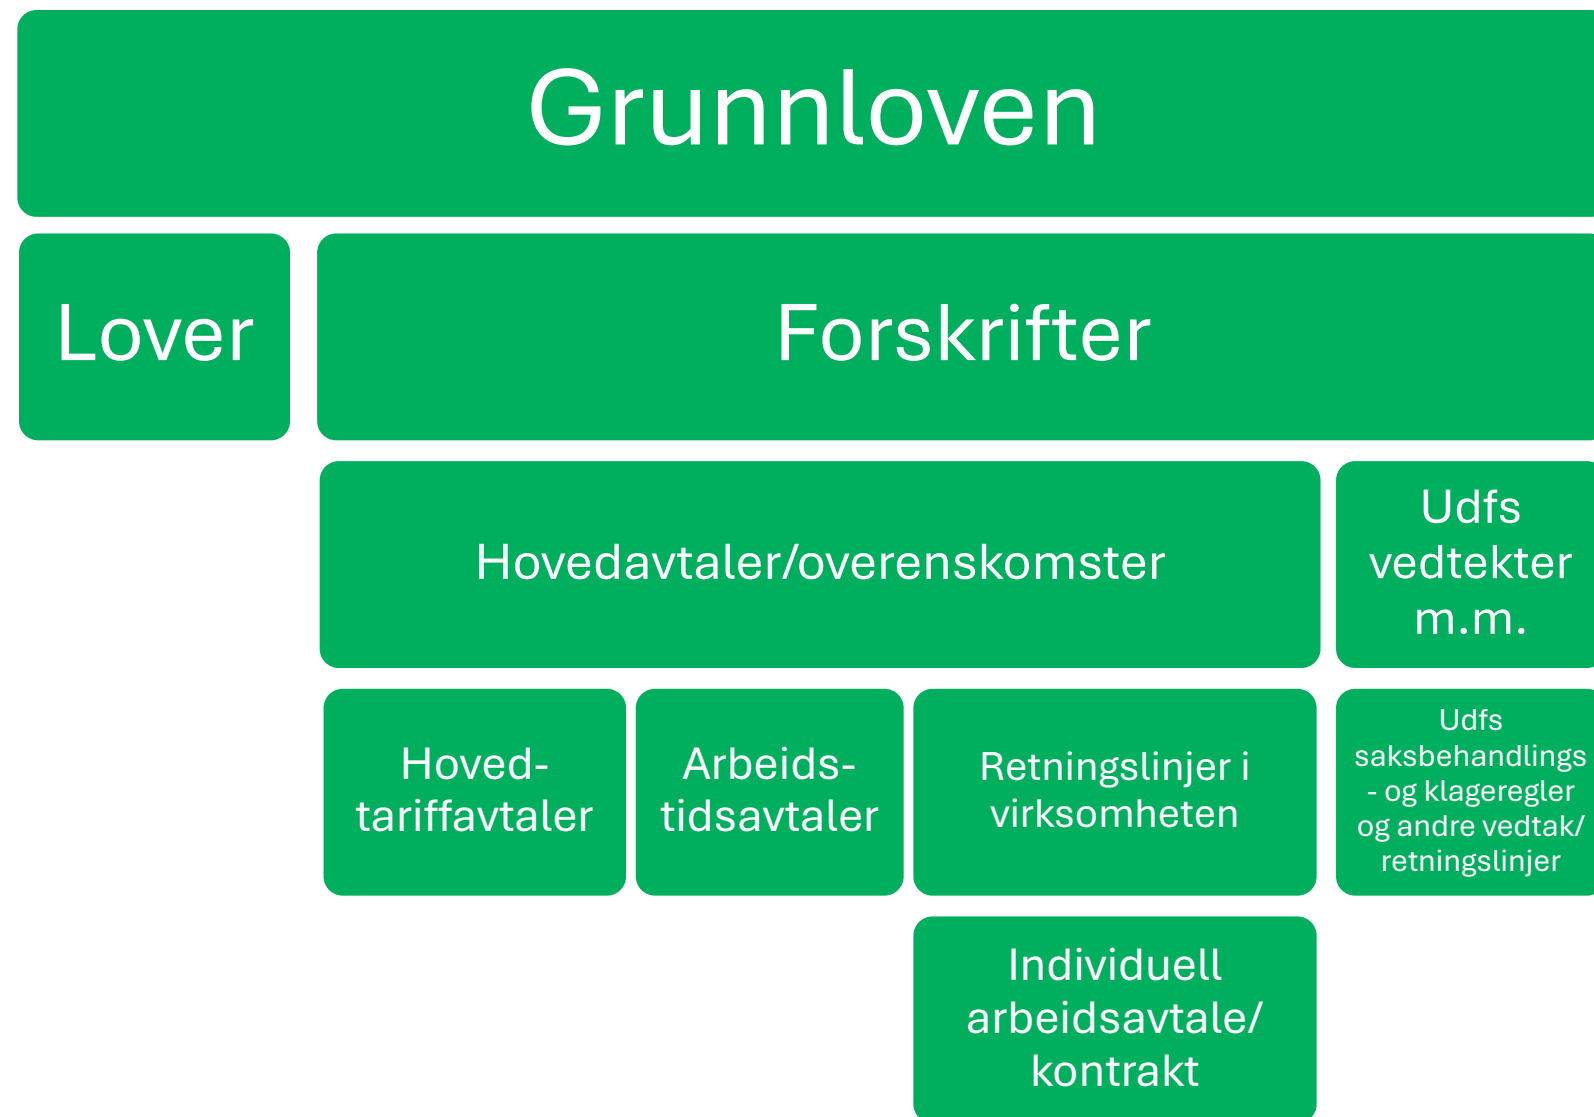 Grunnloven
Lover
Forskrifter
Hovedavtaler/overenskomster
Udfs
vedtekter
m.m.
Hoved-
tariffavtaler
Arbeids-
tidsavtaler
Retningslinjer i
virksomheten
Udfs
saksbehandlings
- og klageregler
og andre vedtak/
retningslinjer
Individuell
arbeidsavtale/
kontrakt